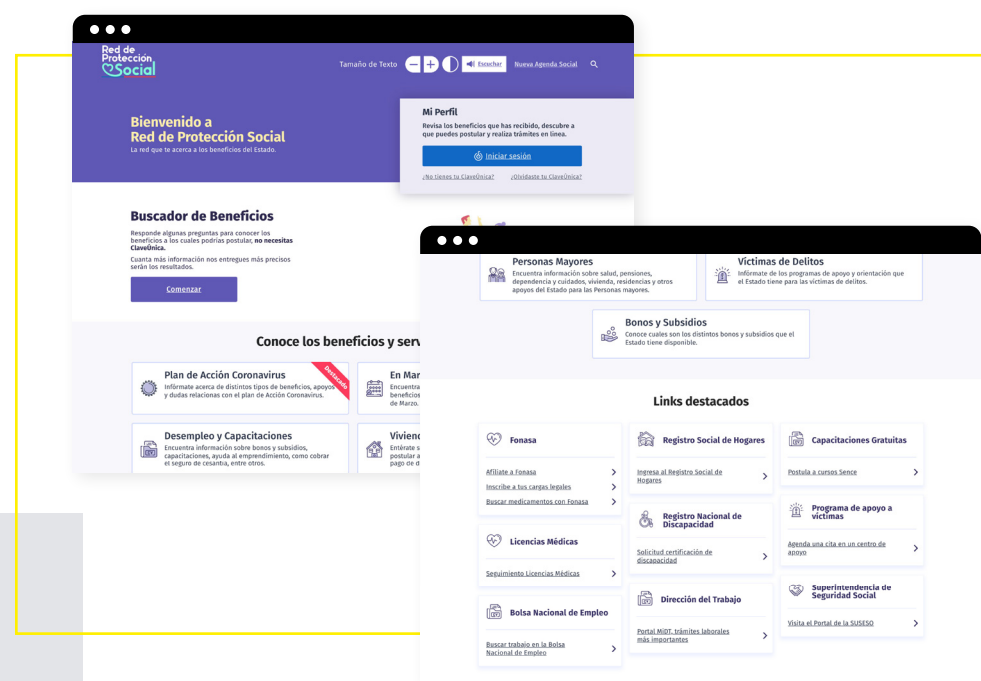 Red de
Protección
Social
Tamaño de Texto
Escuchar
Nueva Agenda Social
Bienvenido a
Red de Protección Social
La red que te acerca a los beneficios del Estado.
Mi Perfil
Revisa los beneficios que has recibido, descubre a
que puedes postular y realiza trámites en línea.
Iniciar sesión
¿No tienes tu ClaveÚnica?
¿Olvidaste tu ClaveÚnica?
Buscador de Beneficios
Responde algunas preguntas para conocer los
beneficios a los cuales podrías postular, no necesitas
ClaveÚnica.
Cuanta más información nos entregues más precisos
serán los resultados.
Comenzar
Conoce los beneficios y serv
Plan de Acción Coronavirus
Infórmate acerca de distintos tipos de beneficios, apoyos
y dudas relacionas con el plan de Acción Coronavirus.
Destacado
En Mar
Encuentra
beneficios
de Marzo.
Desempleo y Capacitaciones
Encuentra información sobre bonos y subsidios,
capacitaciones, ayuda al emprendimiento, como cobrar
el seguro de cesantía, entre otros.
Viviend
Entérate s
postular a
pago de d
Personas Mayores
Encuentra información sobre salud, pensiones,
dependencia y cuidados, vivienda, residencias y otros
apoyos del Estado para las Personas mayores.
Víctimas de Delitos
Infórmate de los programas de apoyo y orientación que
el Estado tiene para las víctimas de delitos.
Bonos y Subsidios
Conoce cuales son los distintos bonos y subsidios que el
Estado tiene disponible.
Links destacados
Fonasa
Afíliate a Fonasa
Inscribe a tus cargas legales
Buscar medicamentos con Fonasa
Licencias Médicas
Seguimiento Licencias Médicas
Bolsa Nacional de Empleo
Buscar trabajo en la Bolsa
Nacional de Empleo
Registro Social de Hogares
Ingresa al Registro Social de
Hogares
Registro Nacional de
Discapacidad
Solicitud certificación de
discapacidad
Dirección del Trabajo
Portal MiDT, trámites laborales
más importantes
Capacitaciones Gratuitas
Postula a cursos Sence
Programa de apoyo a
víctimas
Agenda una cita en un centro de
apoyo
Superintendencia de
Seguridad Social
Visita el Portal de la SUSESO